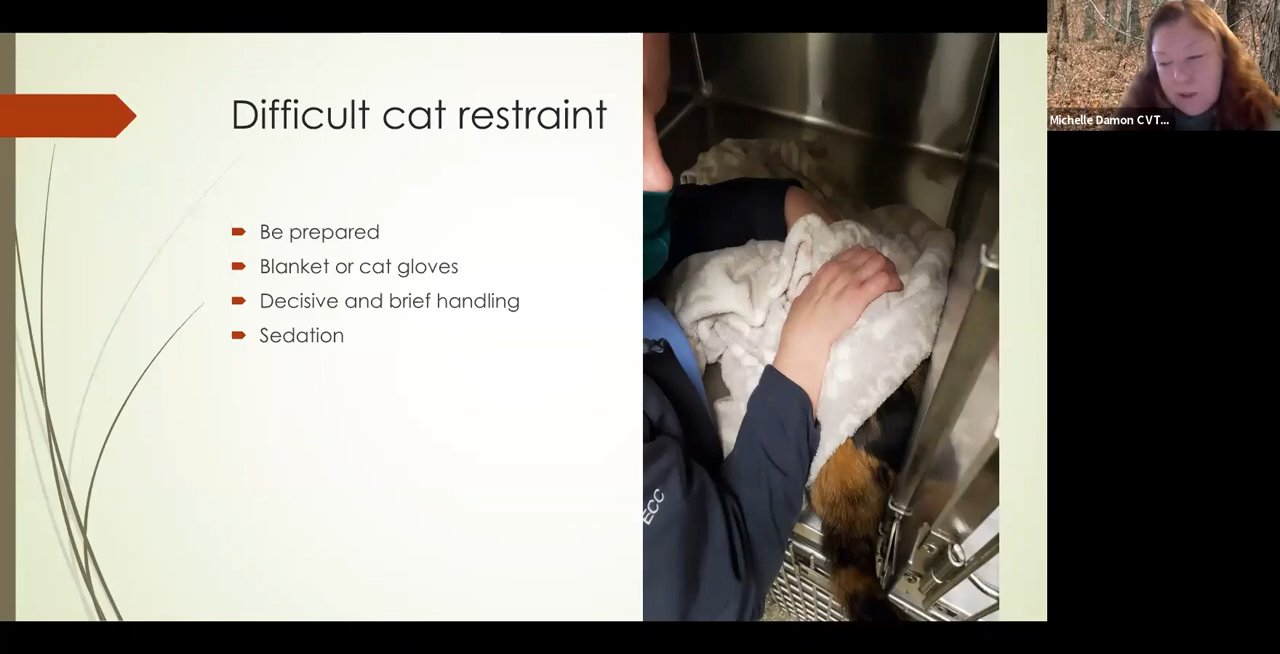 Difficult cat restraint
Be prepared
Blanket or cat gloves
Decisive and brief handling
Sedation
ECC
Michelle Damon CVT...